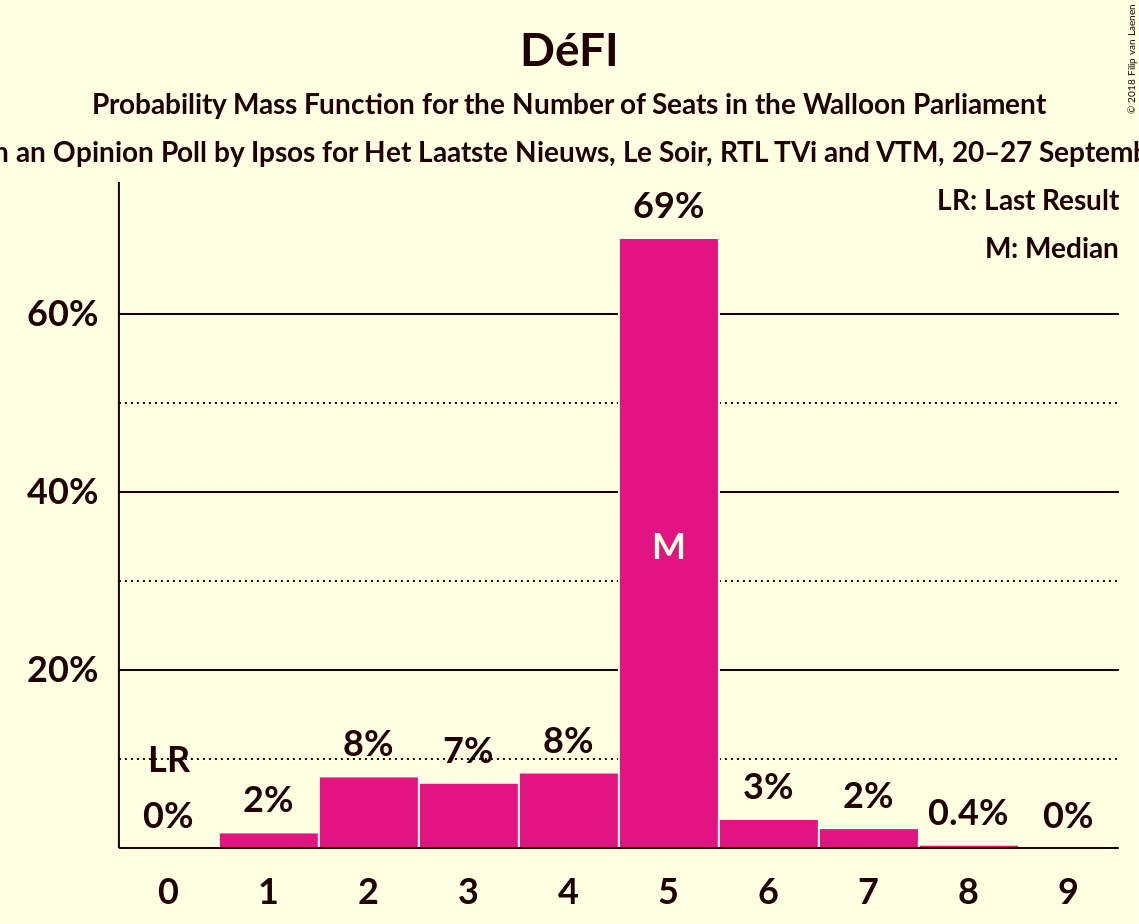 DéFI
Probability Mass Function for the Number of Seats in the Walloon Parliament
an Opinion Poll by Ipsos for Het Laatste Nieuws, Le Soir, RTL TVi and VTM, 20–27
© 2018 Filip van Laenen
LR: Last Result
M: Median
69%
60%
40%
M
20%
LR
0%
2%
8%
7%
8%
3%
2%
0.4%
0%
0 1 2 3 4 5 6 7 8 9